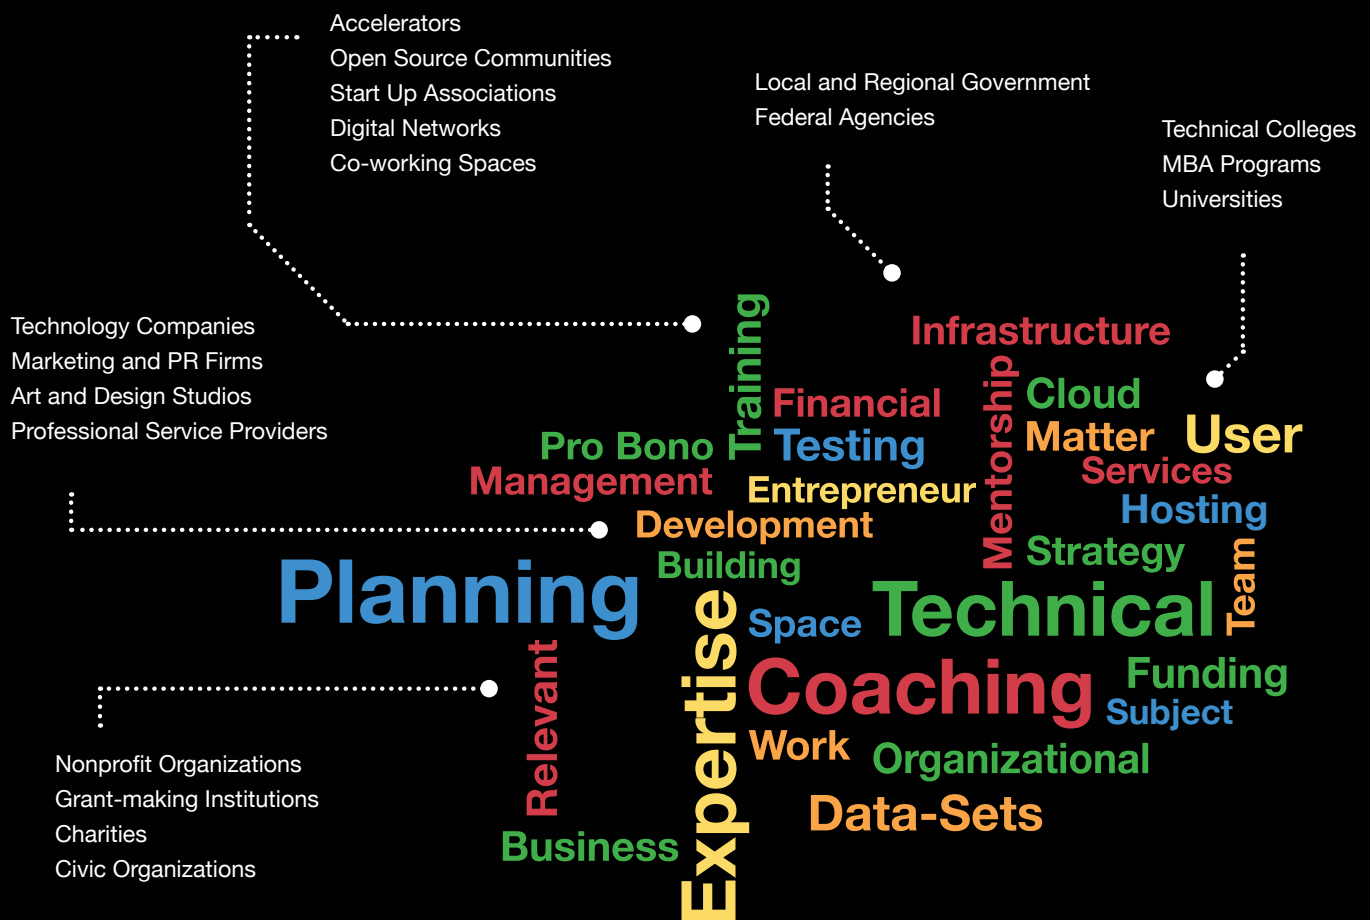 Accelerators
Open Source Communities
Start Up Associations
Digital Networks
Co-working Spaces
Local and Regional Government
Federal Agencies
Technical Colleges
MBA Programs
Universities
Technology Companies
Marketing and PR Firms
Art and Design Studios
Professional Service Providers
Nonprofit Organizations
Grant-making Institutions
Charities
Civic Organizations
Training
Infrastructure
Mentorship
Financial
Cloud
Pro Bono
Testing
Matter
User
Management
Entrepreneur
Services
Development
Hosting
Building
Strategy
Team
Planning
Expertise
Space
Technical
Relevant
Coaching
Funding
Subject
Work
Organizational
Data-Sets
Business